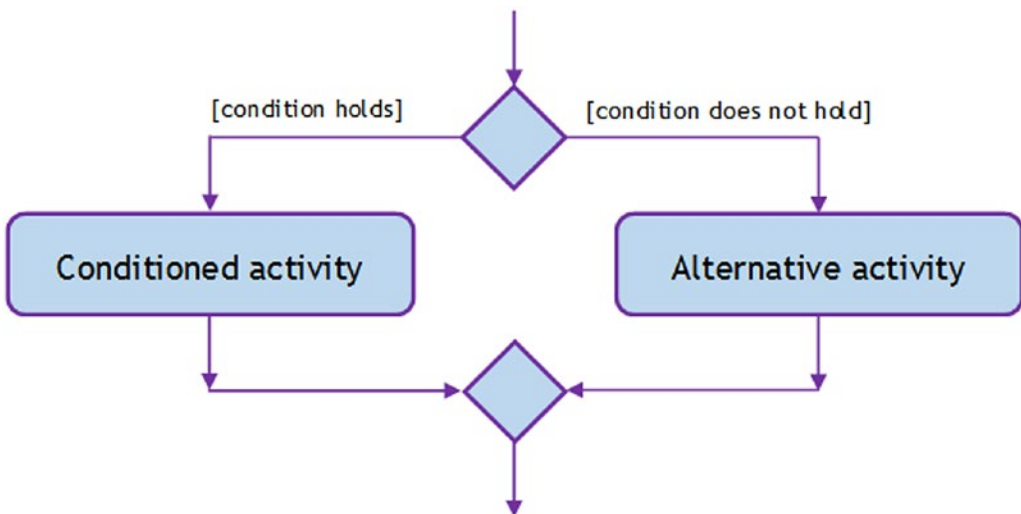 [condition holds]
[condition does not hold]
Conditioned activity
Alternative activity